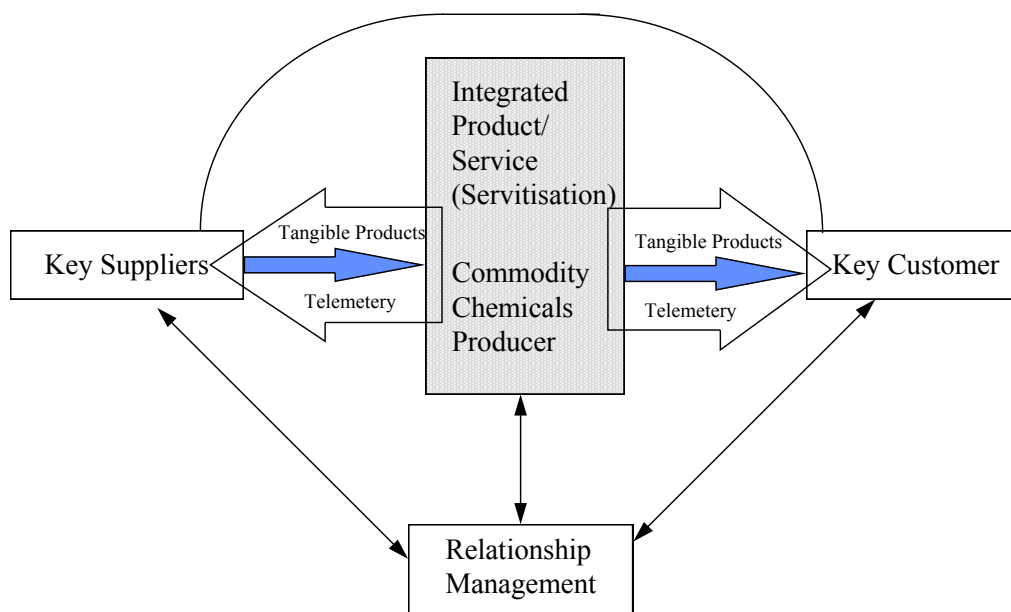 Integrated
Product/
Service
(Servitisation)
Commodity
Chemicals
Producer
Key Suppliers
Tangible Products
Telemetery
Tangible Products
Telemetery
Key Customer
Relationship
Management